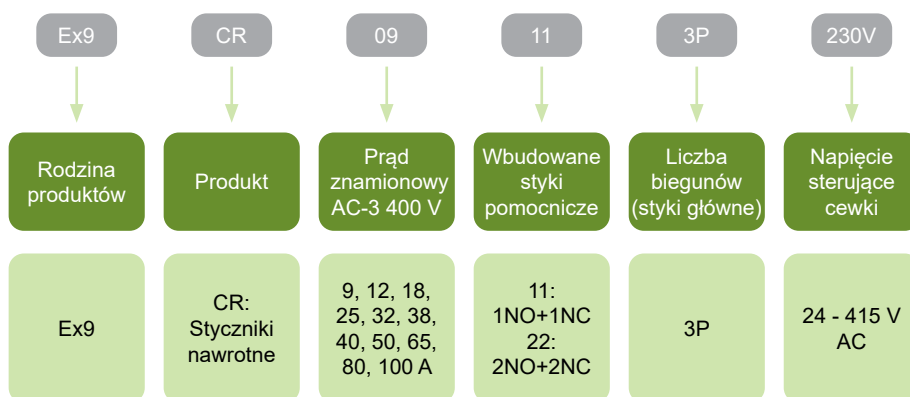 Ex9
CR
09
11
3P
230V
Rodzina
produktów
Produkt
Prąd
znamionowy
AC-3 400 V
Wbudowane
styki
pomocnicze
Liczba
biegunów
(styki główne)
Napięcie
sterujące
cewki
Ex9
CR:
Styczniki
nawrotne
9, 12, 18,
25, 32, 38,
40, 50, 65,
80, 100 A
11:
1NO+1NC
22:
2NO+2NC
3P
24 - 415 V
AC